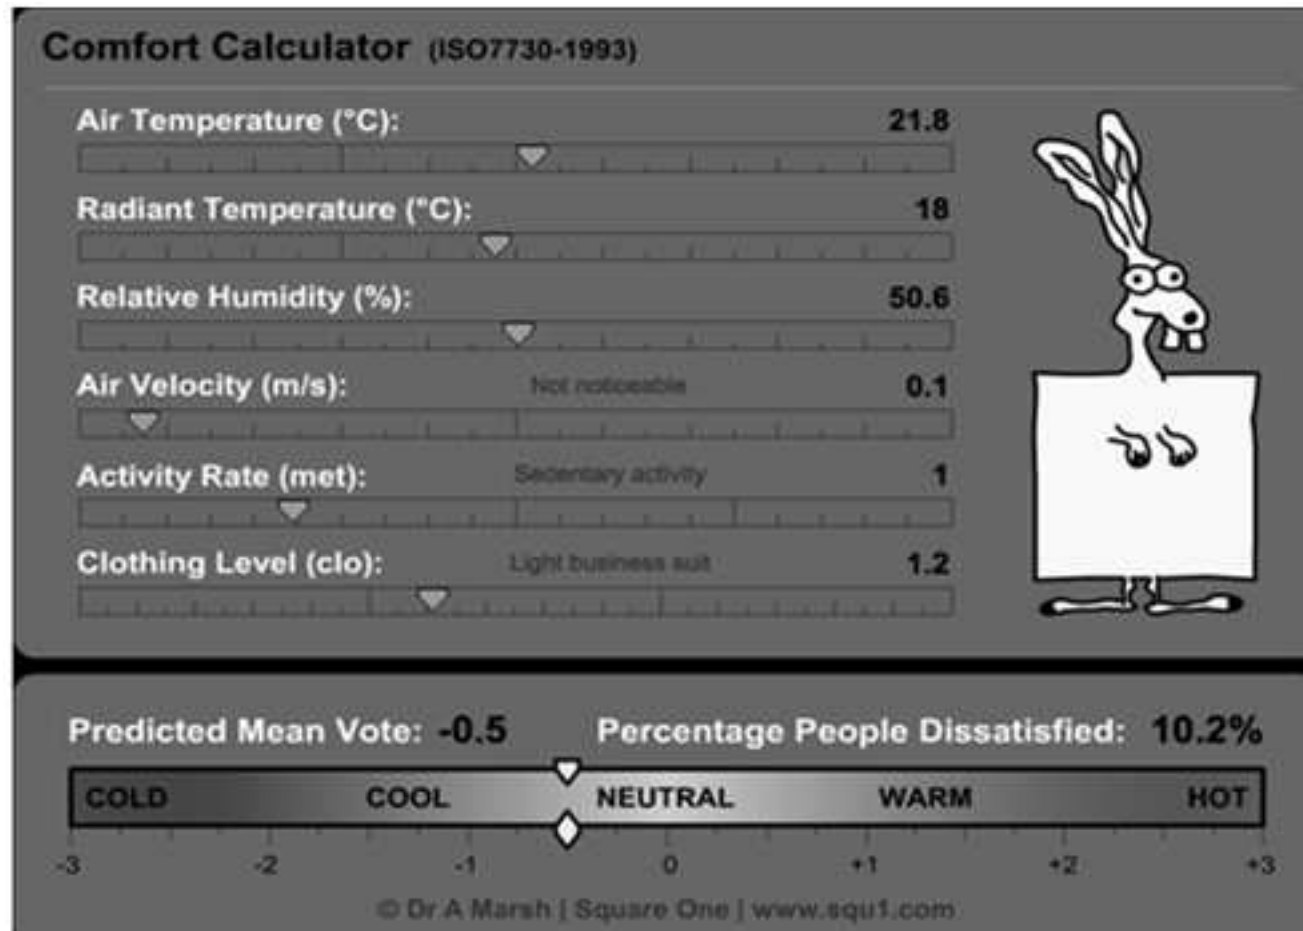 Comfort Calculator (ISO7730-1993)
Air Temperature (°C): 21.8
Radiant Temperature (°C): 18
Relative Humidity (%): 50.6
Air Velocity (m/s): Not noticeable 0.1
Activity Rate (met): Sedentary activity 1
Clothing Level (clo): Light business suit 1.2
Predicted Mean Vote: -0.5 Percentage People Dissatisfied: 10.2%
COLD COOL NEUTRAL WARM HOT
-3 -2 -1 0 +1 +2 +3
© Dr A Marsh | Square One | www.squ1.com